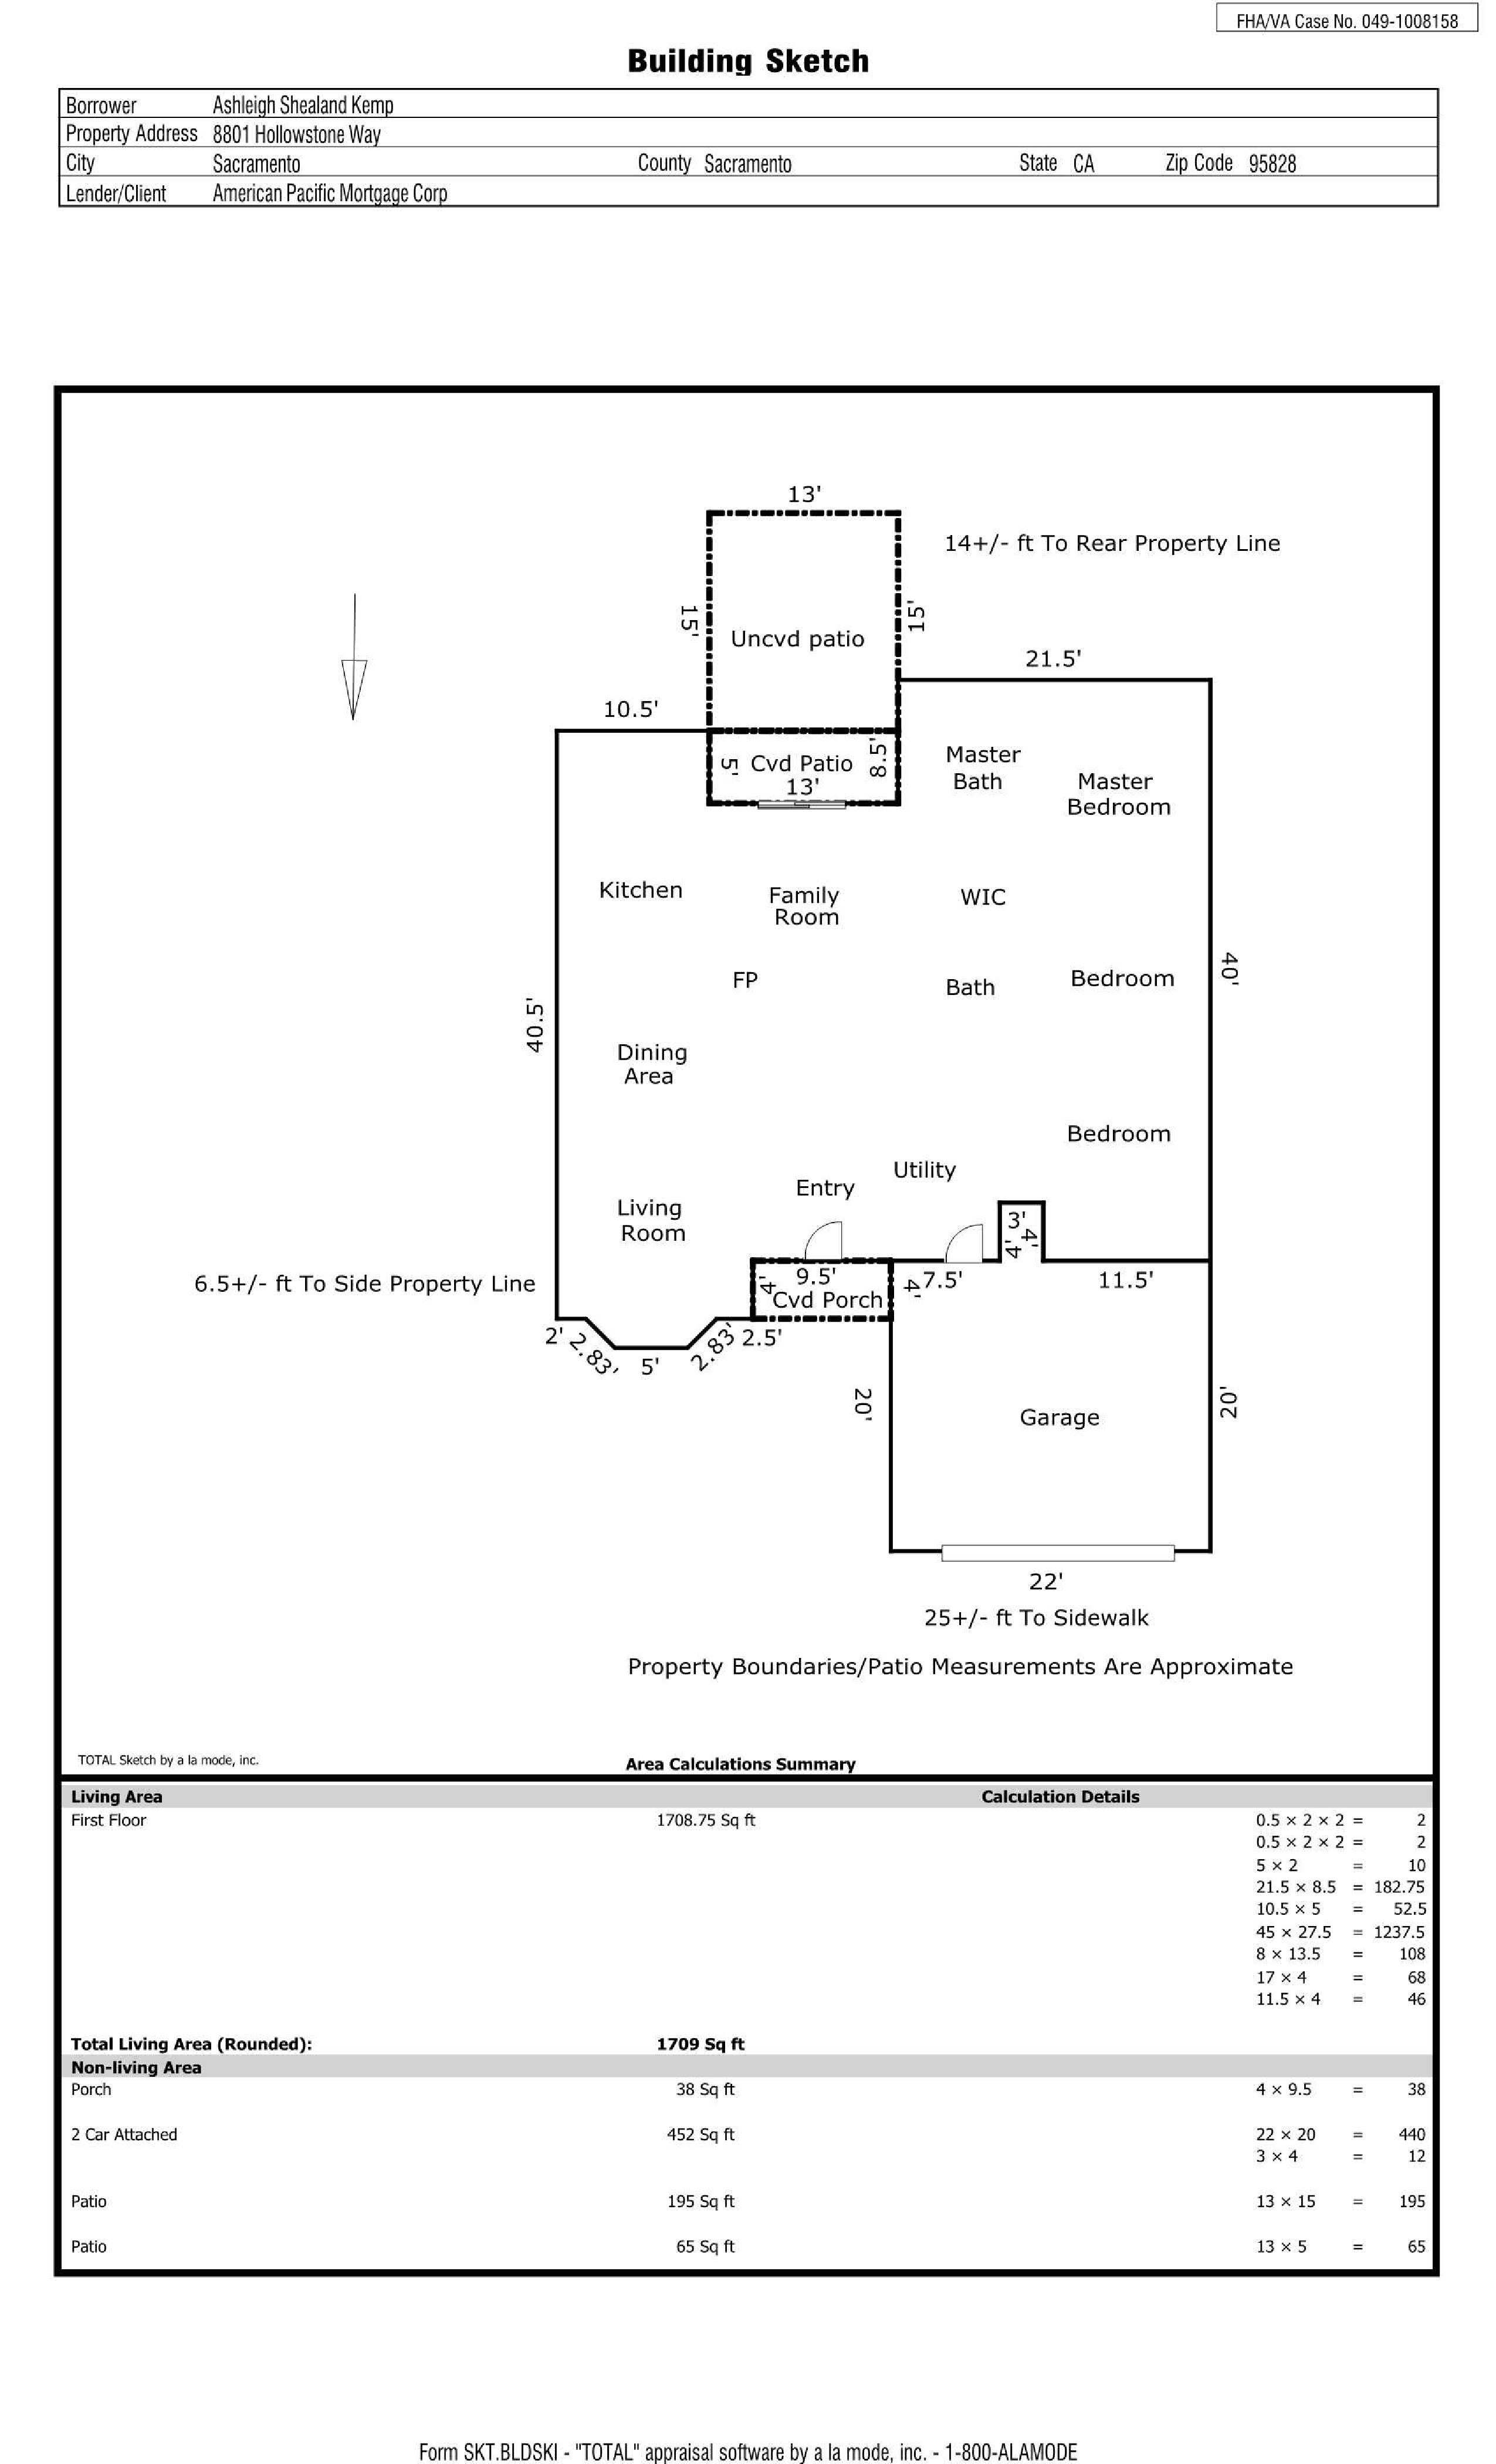 FHA/VA Case No. 049-1008158
Building Sketch
Borrower Ashleigh Shealand Kemp
Property Address 8801 Hollowstone Way
City Sacramento County Sacramento State CA Zip Code 95828
Lender/Client American Pacific Mortgage Corp
13'
14+/- ft To Rear Property Line
15'
15'
Uncvd patio
21.5'
10.5'
5'
Cvd Patio
8.5'
13'
Master
Bath
Master
Bedroom
Kitchen
Family
Room
WIC
FP
Bath
Bedroom
40'
40.5'
Dining
Area
Bedroom
Utility
Entry
Living
Room
3'
4'
4'
6.5+/- ft To Side Property Line
4'
9.5'
Cvd Porch
4'
7.5'
11.5'
2'
2.83'
5'
2.83'
2.5'
20'
20'
Garage
22'
25+/- ft To Sidewalk
Property Boundaries/Patio Measurements Are Approximate
TOTAL Sketch by a la mode, inc.
Area Calculations Summary
Living Area Calculation Details
First Floor 1708.75 Sq ft 0.5 × 2 × 2 = 2
0.5 × 2 × 2 = 2
5 × 2 = 10
21.5 × 8.5 = 182.75
10.5 × 5 = 52.5
45 × 27.5 = 1237.5
8 × 13.5 = 108
17 × 4 = 68
11.5 × 4 = 46
Total Living Area (Rounded): 1709 Sq ft
Non-living Area
Porch 38 Sq ft 4 × 9.5 = 38
2 Car Attached 452 Sq ft 22 × 20 = 440
3 × 4 = 12
Patio 195 Sq ft 13 × 15 = 195
Patio 65 Sq ft 13 × 5 = 65
Form SKT.BLDSKI - "TOTAL" appraisal software by a la mode, inc. - 1-800-ALAMODE